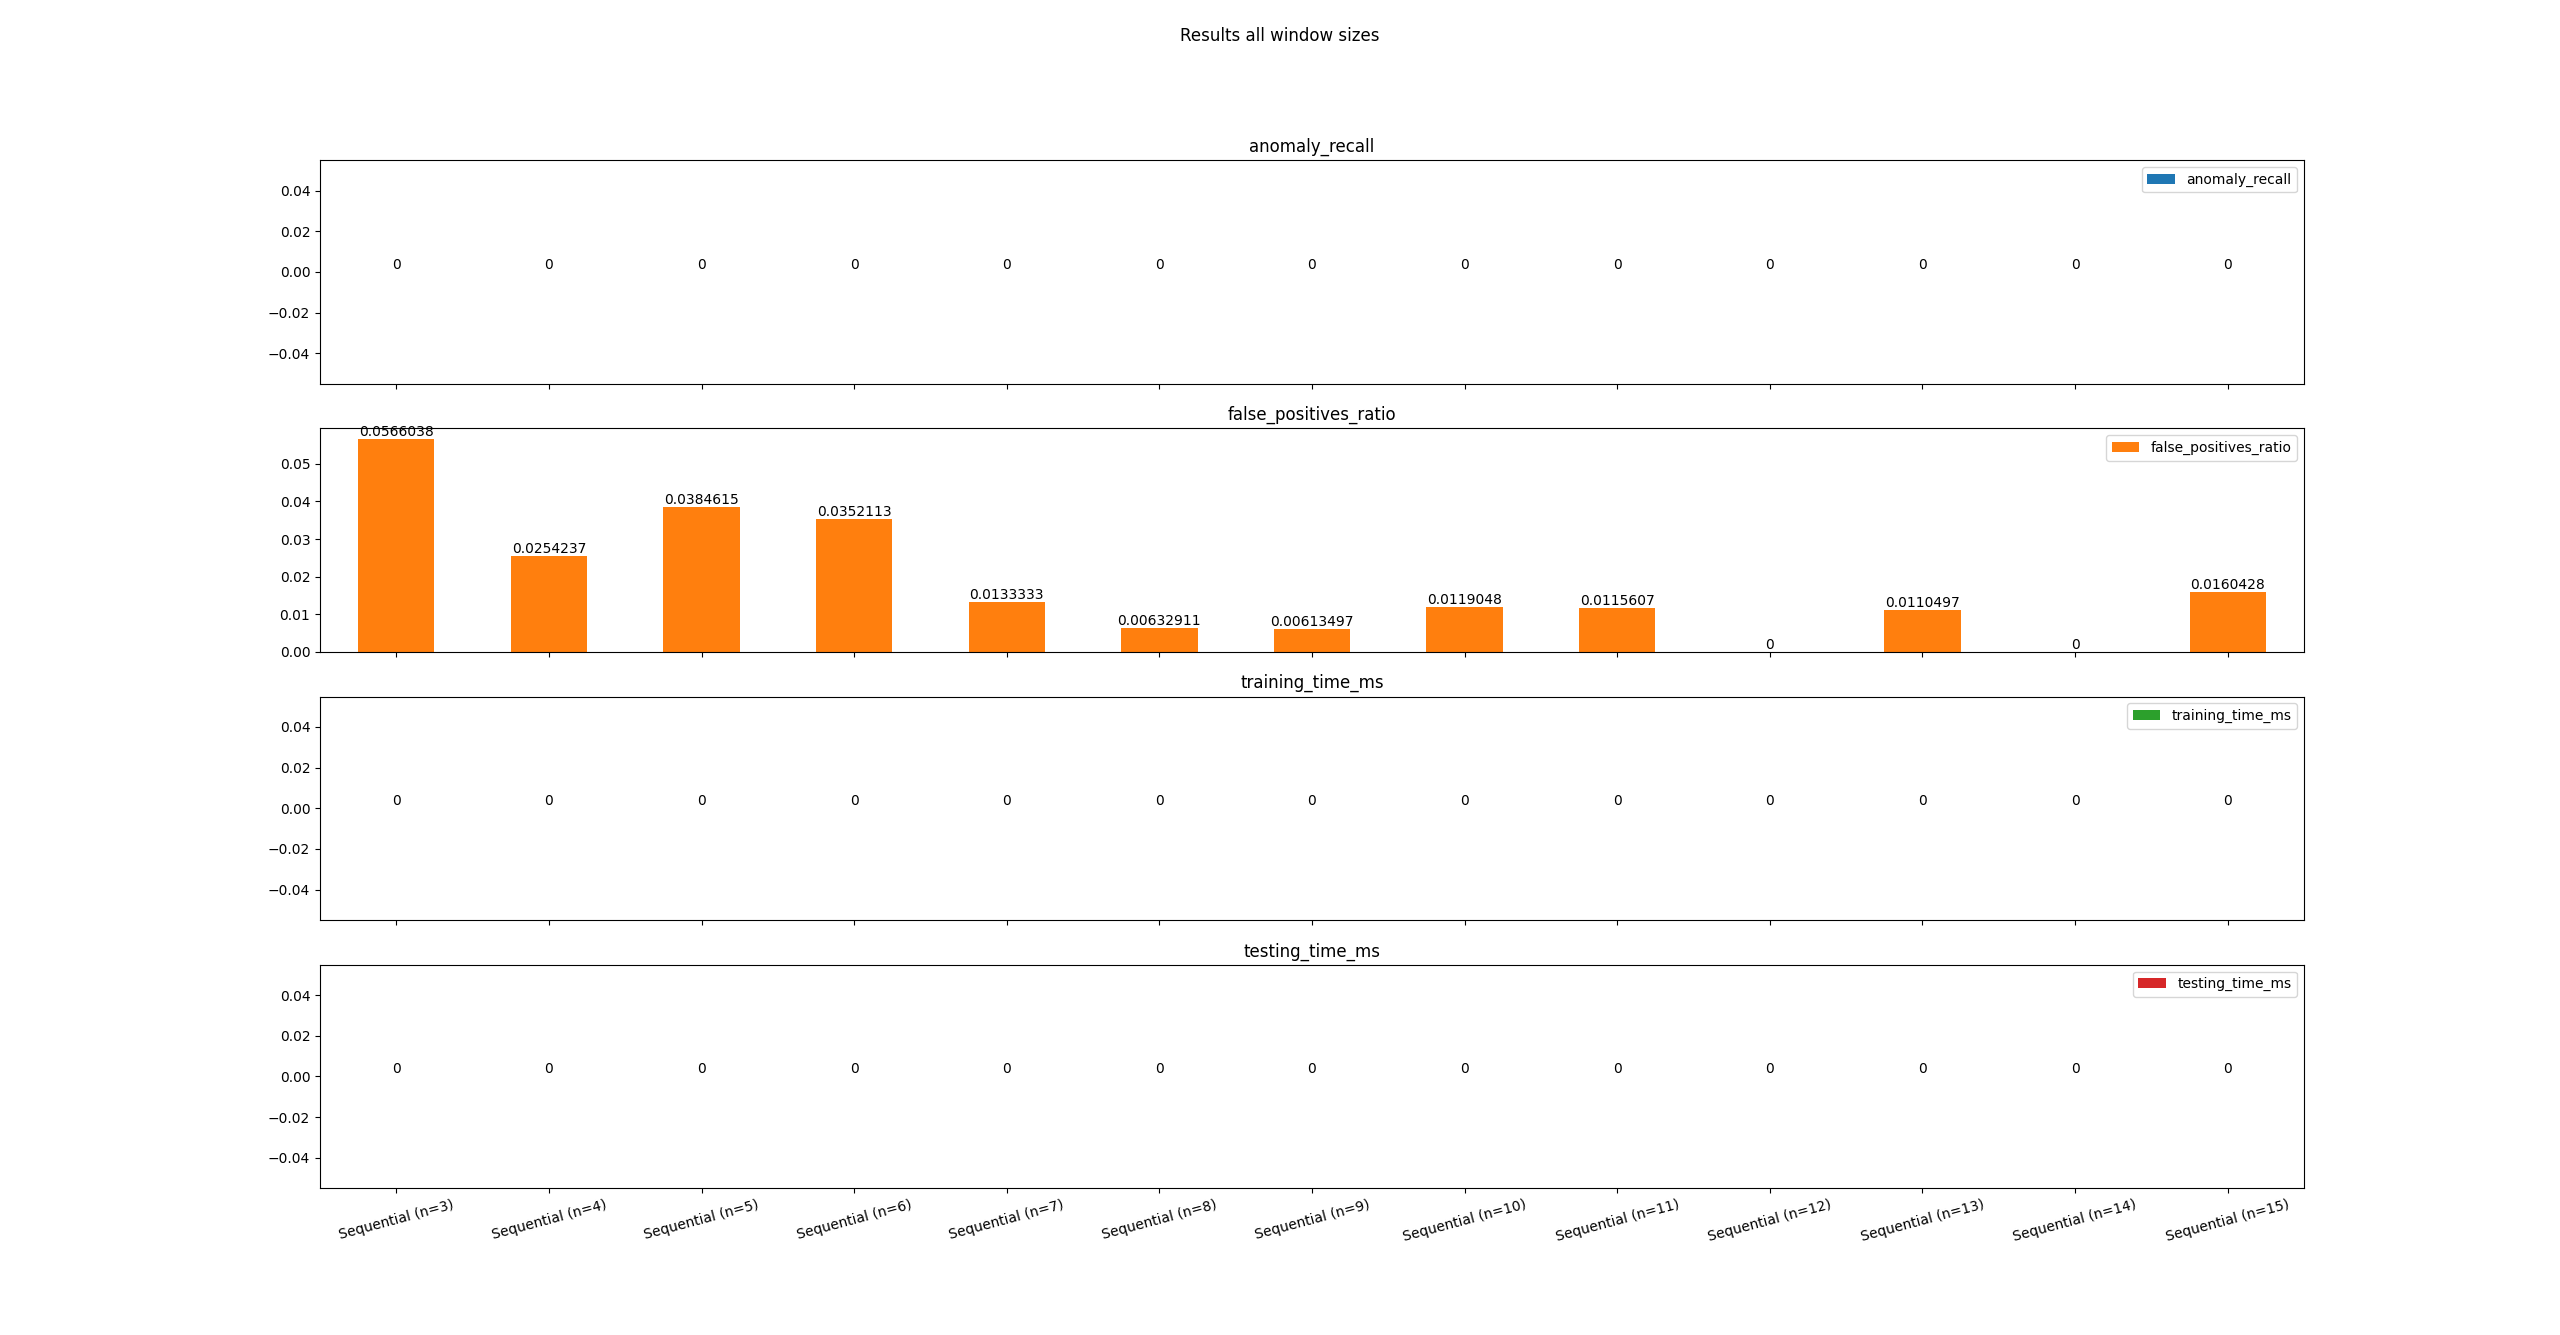 Results all window sizes
anomaly_recall
anomaly_recall
0.04
0.02
0.00
−0.02
−0.04
0 0 0 0 0 0 0 0 0 0 0 0 0
false_positives_ratio
false_positives_ratio
0.05
0.04
0.03
0.02
0.01
0.00
0.0566038 0.0254237 0.0384615 0.0352113 0.0133333 0.00632911 0.00613497 0.0119048 0.0115607 0 0.0110497 0 0.0160428
training_time_ms
training_time_ms
0.04
0.02
0.00
−0.02
−0.04
0 0 0 0 0 0 0 0 0 0 0 0 0
testing_time_ms
testing_time_ms
0.04
0.02
0.00
−0.02
−0.04
0 0 0 0 0 0 0 0 0 0 0 0 0
Sequential (n=3) Sequential (n=4) Sequential (n=5) Sequential (n=6) Sequential (n=7) Sequential (n=8) Sequential (n=9) Sequential (n=10) Sequential (n=11) Sequential (n=12) Sequential (n=13) Sequential (n=14) Sequential (n=15)